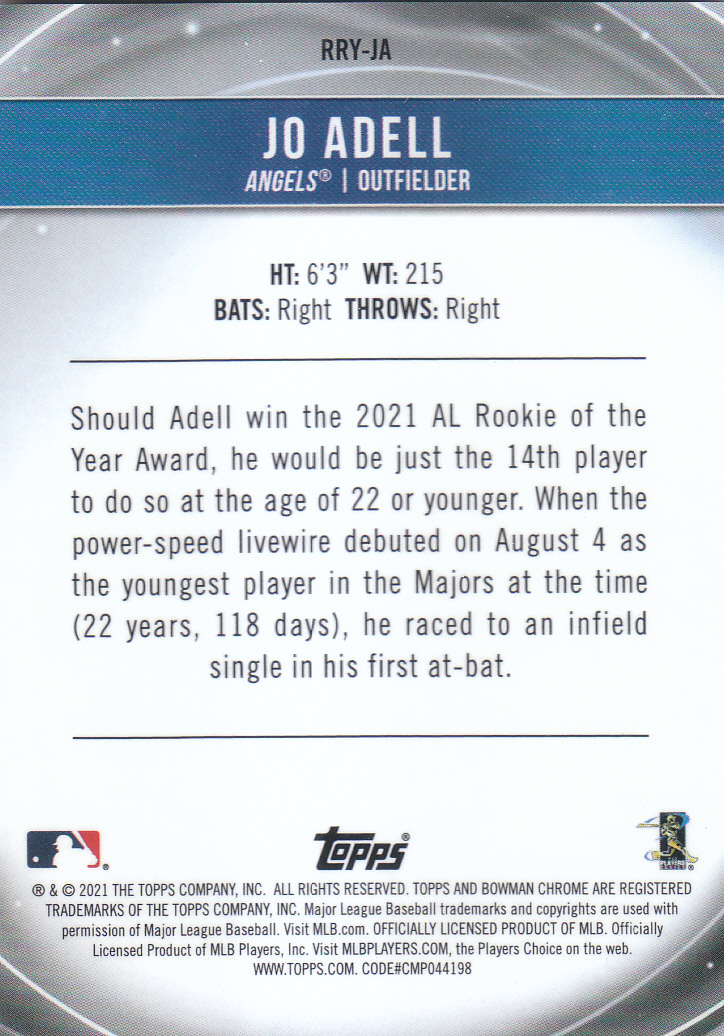 RRY-JA
JO ADELL
ANGELS® | OUTFIELDER
HT: 6'3" WT: 215
BATS: Right THROWS: Right
Should Adell win the 2021 AL Rookie of the
Year Award, he would be just the 14th player
to do so at the age of 22 or younger. When the
power-speed livewire debuted on August 4 as
the youngest player in the Majors at the time
(22 years, 118 days), he raced to an infield
single in his first at-bat.
Topps®
PLAYERS
CHOICE
® & © 2021 THE TOPPS COMPANY, INC. ALL RIGHTS RESERVED. TOPPS AND BOWMAN CHROME ARE REGISTERED
TRADEMARKS OF THE TOPPS COMPANY, INC. Major League Baseball trademarks and copyrights are used with
permission of Major League Baseball. Visit MLB.com. OFFICIALLY LICENSED PRODUCT OF MLB. Officially
Licensed Product of MLB Players, Inc. Visit MLBPLAYERS.COM, the Players Choice on the web.
WWW.TOPPS.COM. CODE#CMP044198